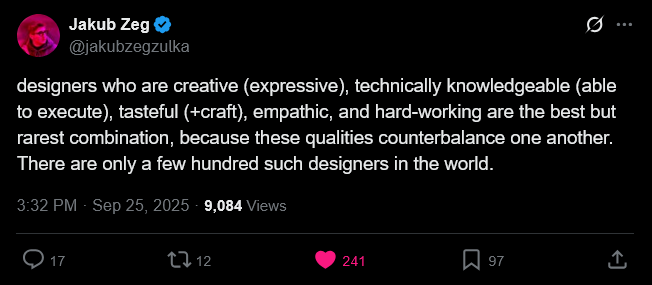 Jakub Zeg
@jakubzegzulka
designers who are creative (expressive), technically knowledgeable (able
to execute), tasteful (+craft), empathic, and hard-working are the best but
rarest combination, because these qualities counterbalance one another.
There are only a few hundred such designers in the world.
3:32 PM · Sep 25, 2025 · 9,084 Views
17 12 241 97